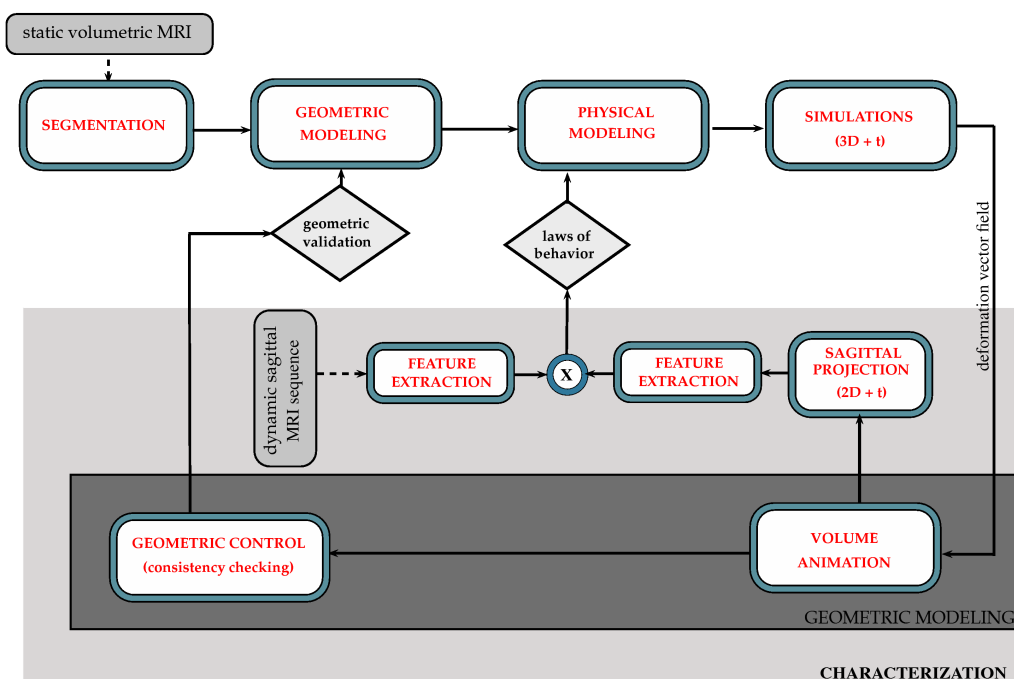 static volumetric MRI
SEGMENTATION
GEOMETRIC
MODELING
PHYSICAL
MODELING
SIMULATIONS
(3D + t)
geometric
validation
laws of
behavior
deformation vector field
dynamic sagittal
MRI sequence
FEATURE
EXTRACTION
X
FEATURE
EXTRACTION
SAGITTAL
PROJECTION
(2D + t)
GEOMETRIC CONTROL
(consistency checking)
VOLUME
ANIMATION
GEOMETRIC MODELING
CHARACTERIZATION